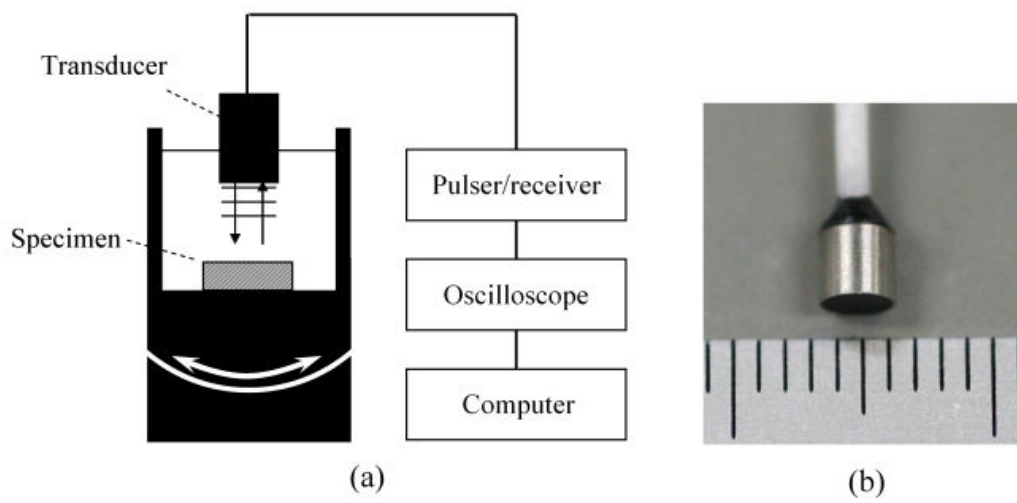 Transducer
Specimen
Pulser/receiver
Oscilloscope
Computer
(a)
(b)